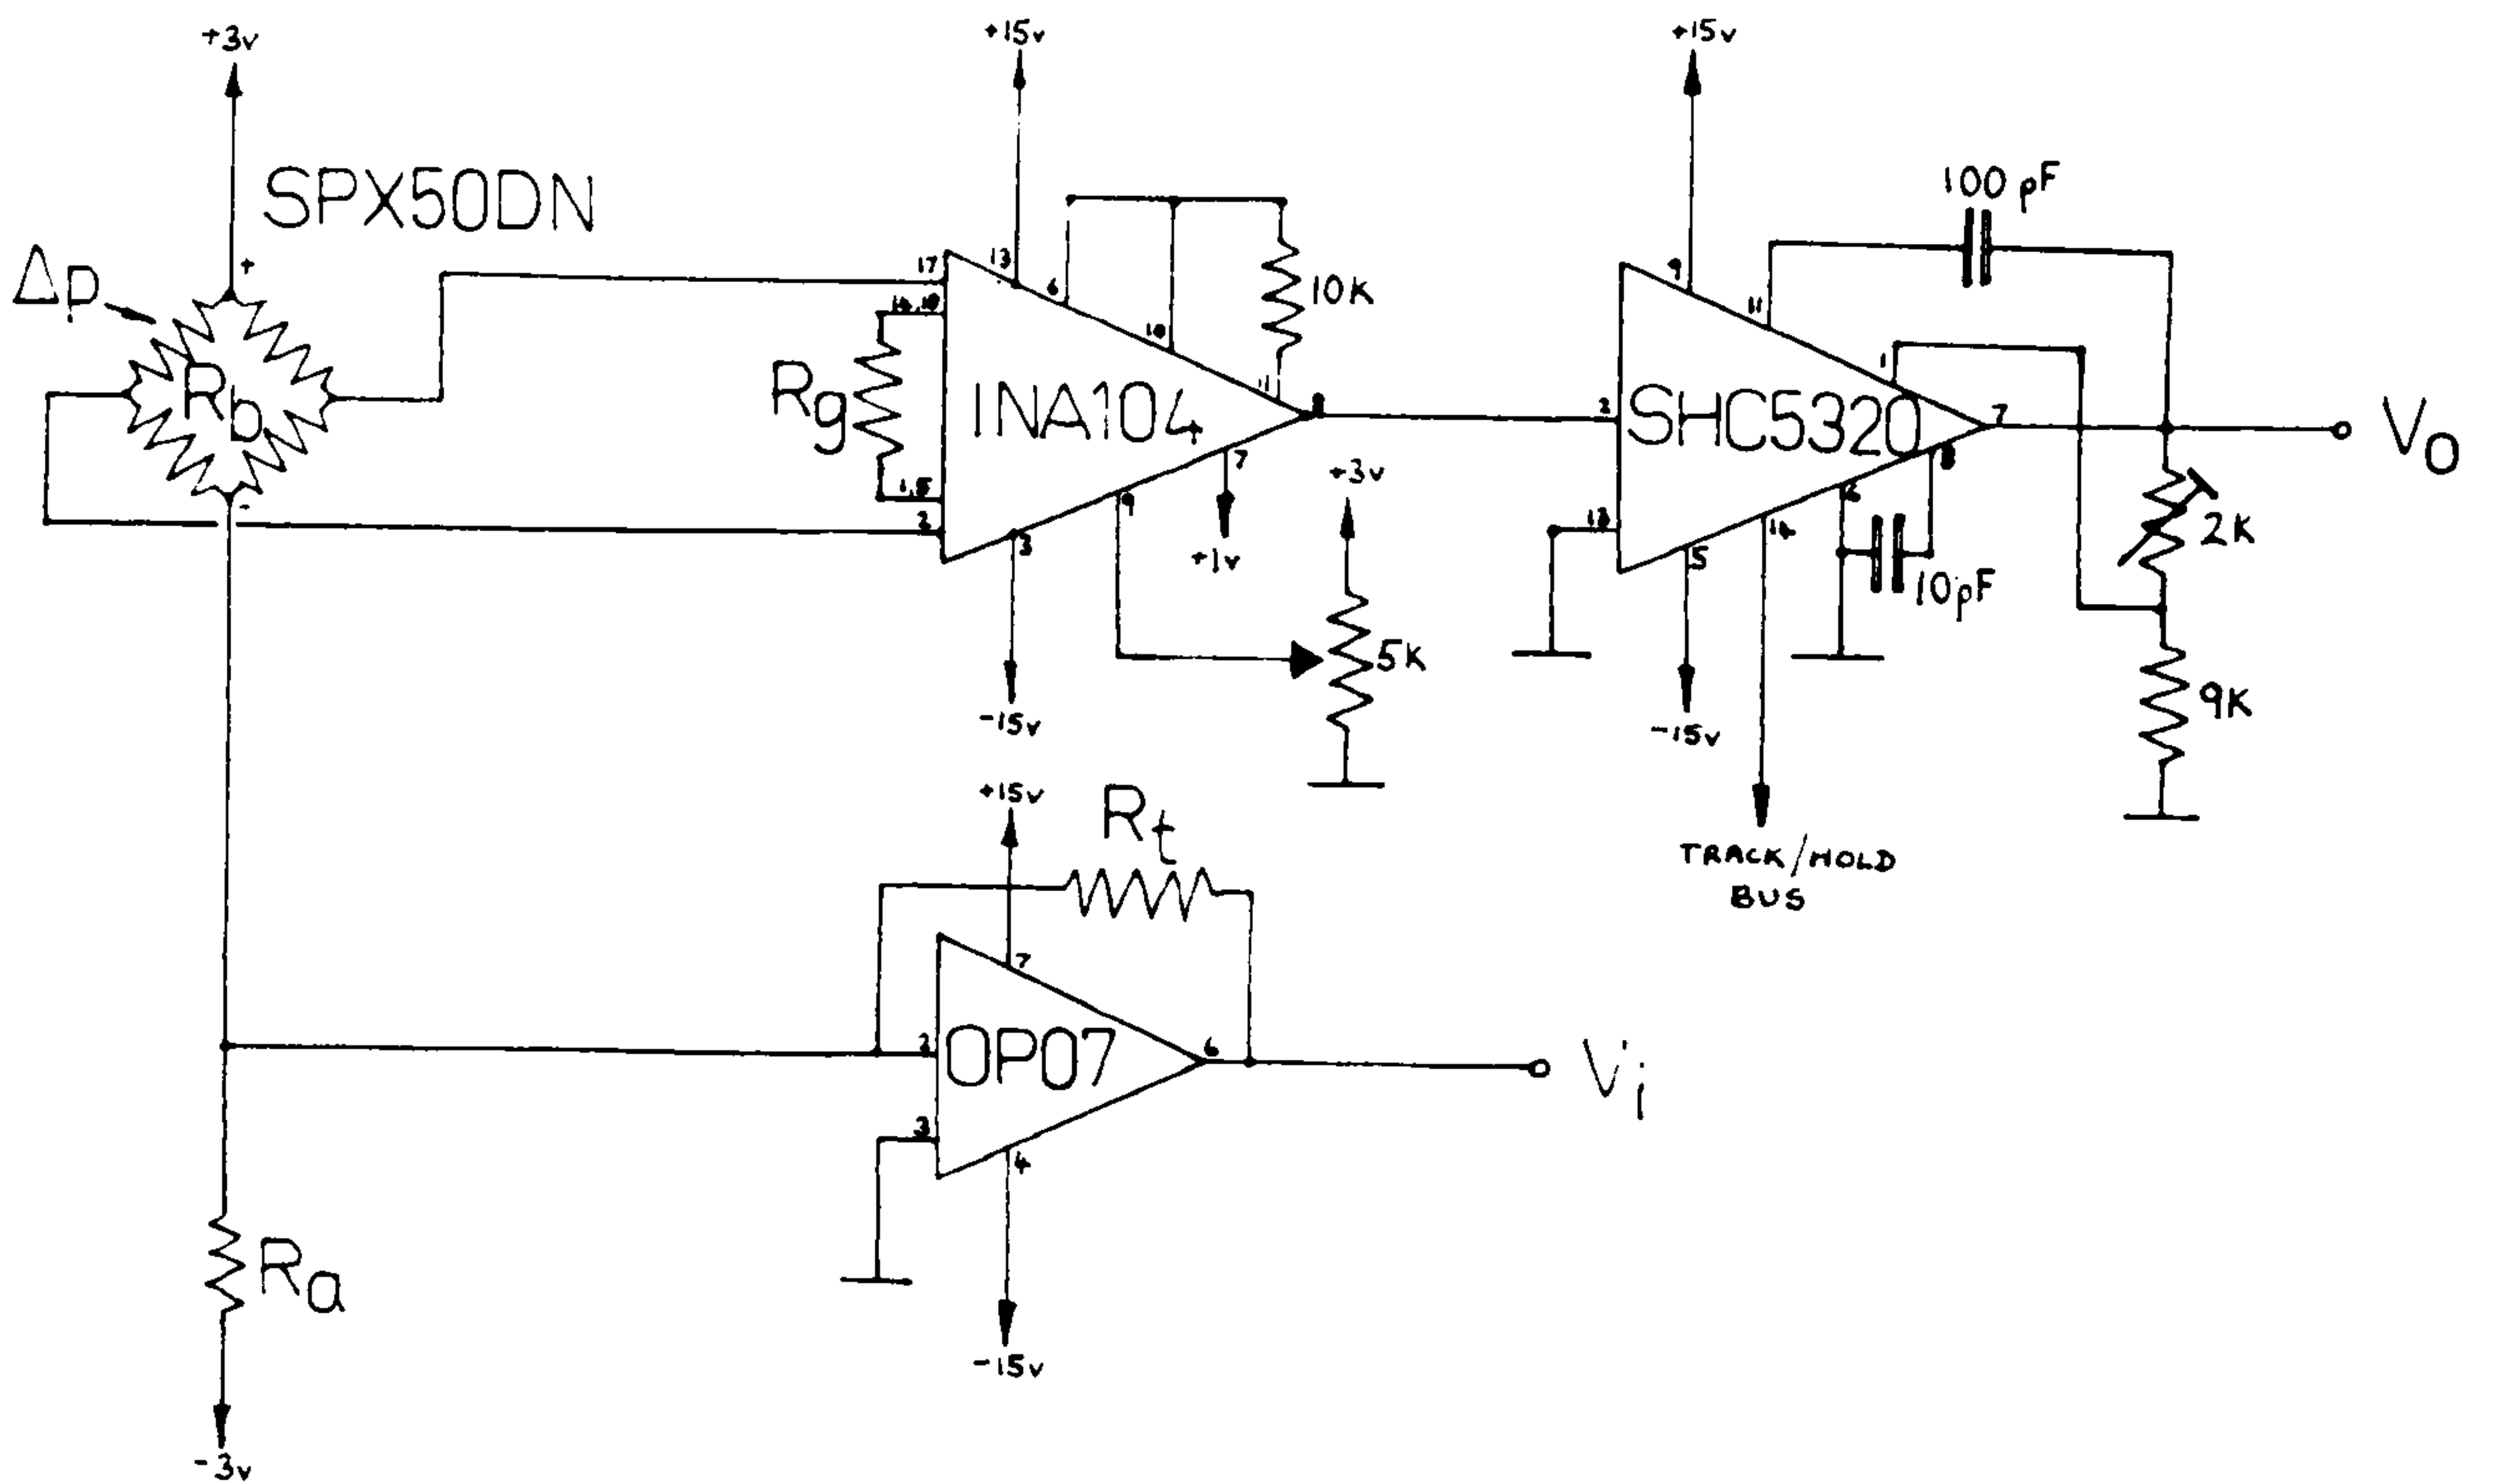 +3v
+15v
+15v
SPX50DN
100 pF
Δp
+
17
13
6
10K
9
11
10
1
Rb
Rg
INA104
11
8
2
SHC5320
7
Vo
15
2
-
3
9
7
+1v
+3v
13
5
14
6
8
10pF
2K
5K
9K
-15v
-15v
+15v
Rt
TRACK/HOLD
BUS
7
2
OP07
6
Vi
3
4
Ra
-15v
-3v